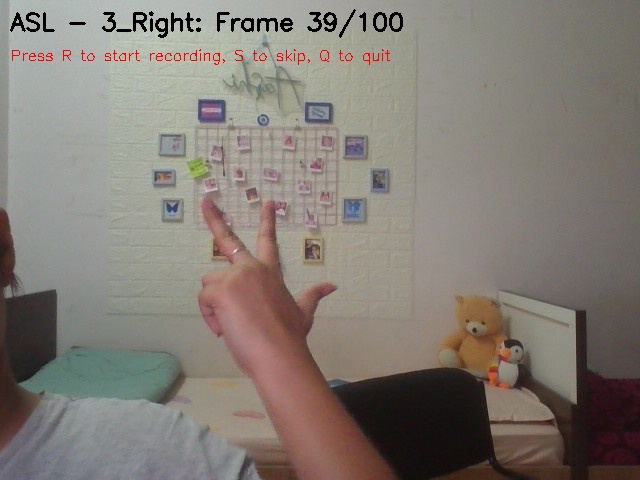 ASL - 3_Right: Frame 39/100
Press R to start recording, S to skip, Q to quit